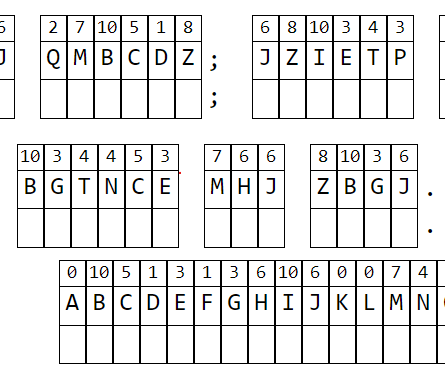 6 2 7 10 5 1 8 6 8 10 3 4 3
J Q M B C D Z ; J Z I E T P
;
10 3 4 4 5 3 7 6 6 8 10 3 6
B G T N C E M H J Z B G J .
.
0 10 5 1 3 1 3 6 10 6 0 0 7 4
A B C D E F G H I J K L M N